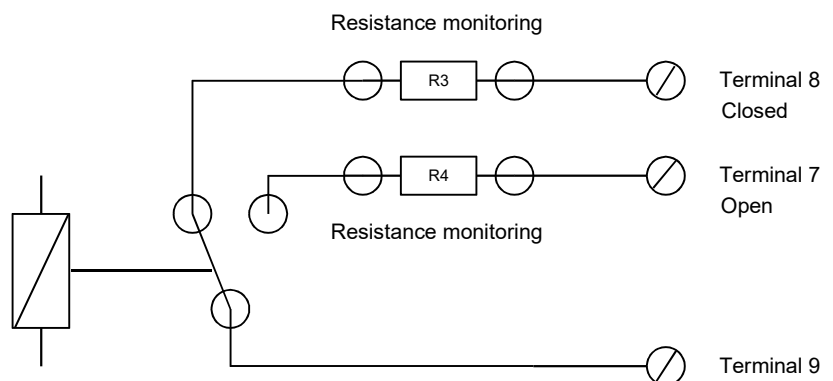 Resistance monitoring
R3
Terminal 8
Closed
R4
Terminal 7
Open
Resistance monitoring
Terminal 9